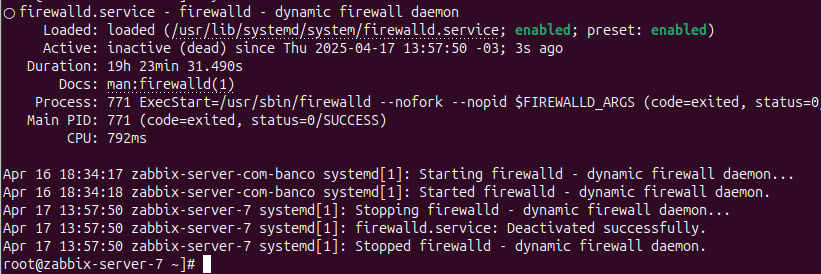 ○ firewalld.service - firewalld - dynamic firewall daemon
Loaded: loaded (/usr/lib/systemd/system/firewalld.service; enabled; preset: enabled)
Active: inactive (dead) since Thu 2025-04-17 13:57:50 -03; 3s ago
Duration: 19h 23min 31.490s
Docs: man:firewalld(1)
Process: 771 ExecStart=/usr/sbin/firewalld --nofork --nopid $FIREWALLD_ARGS (code=exited, status=0/
Main PID: 771 (code=exited, status=0/SUCCESS)
CPU: 792ms
Apr 16 18:34:17 zabbix-server-com-banco systemd[1]: Starting firewalld - dynamic firewall daemon...
Apr 16 18:34:18 zabbix-server-com-banco systemd[1]: Started firewalld - dynamic firewall daemon.
Apr 17 13:57:50 zabbix-server-7 systemd[1]: Stopping firewalld - dynamic firewall daemon...
Apr 17 13:57:50 zabbix-server-7 systemd[1]: firewalld.service: Deactivated successfully.
Apr 17 13:57:50 zabbix-server-7 systemd[1]: Stopped firewalld - dynamic firewall daemon.
root@zabbix-server-7 ~]#